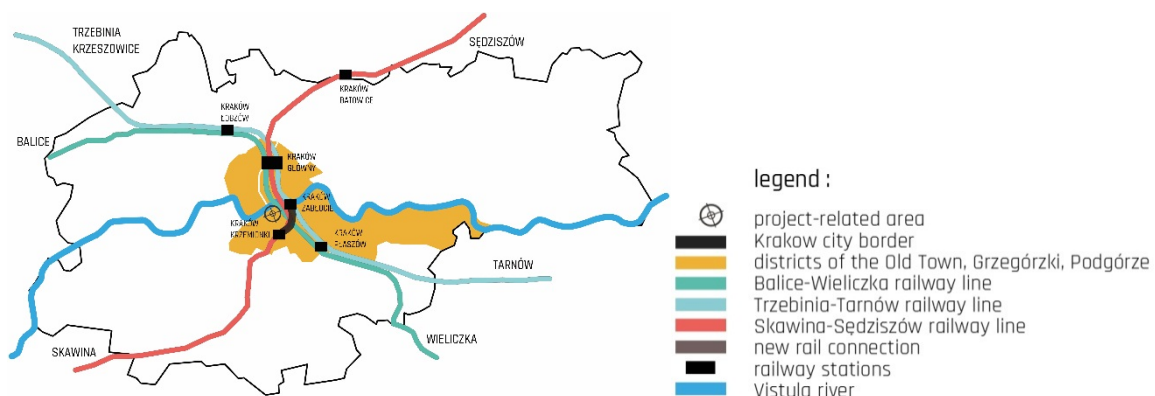 TRZEBINIA
KRZESZOWICE
SĘDZISZÓW
KRAKÓW
BATOWICE
KRAKÓW
ŁOBZÓW
BALICE
KRAKÓW
GŁÓWNY
KRAKÓW
ZABŁOCIE
KRAKÓW
KRZEMIONKI
KRAKÓW
PŁASZÓW
TARNÓW
WIELICZKA
SKAWINA
legend :
project-related area
Krakow city border
districts of the Old Town, Grzegórzki, Podgórze
Balice-Wieliczka railway line
Trzebinia-Tarnów railway line
Skawina-Sędziszów railway line
new rail connection
railway stations
Vistula river